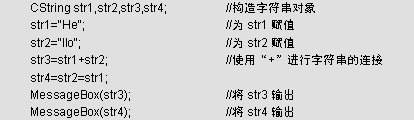 CString str1,str2,str3,str4; //构造字符串对象
str1="He"; //为 str1 赋值
str2="llo"; //为 str2 赋值
str3=str1+str2; //使用“+”进行字符串的连接
str4=str2=str1;
MessageBox(str3); //将 str3 输出
MessageBox(str4); //将 str4 输出